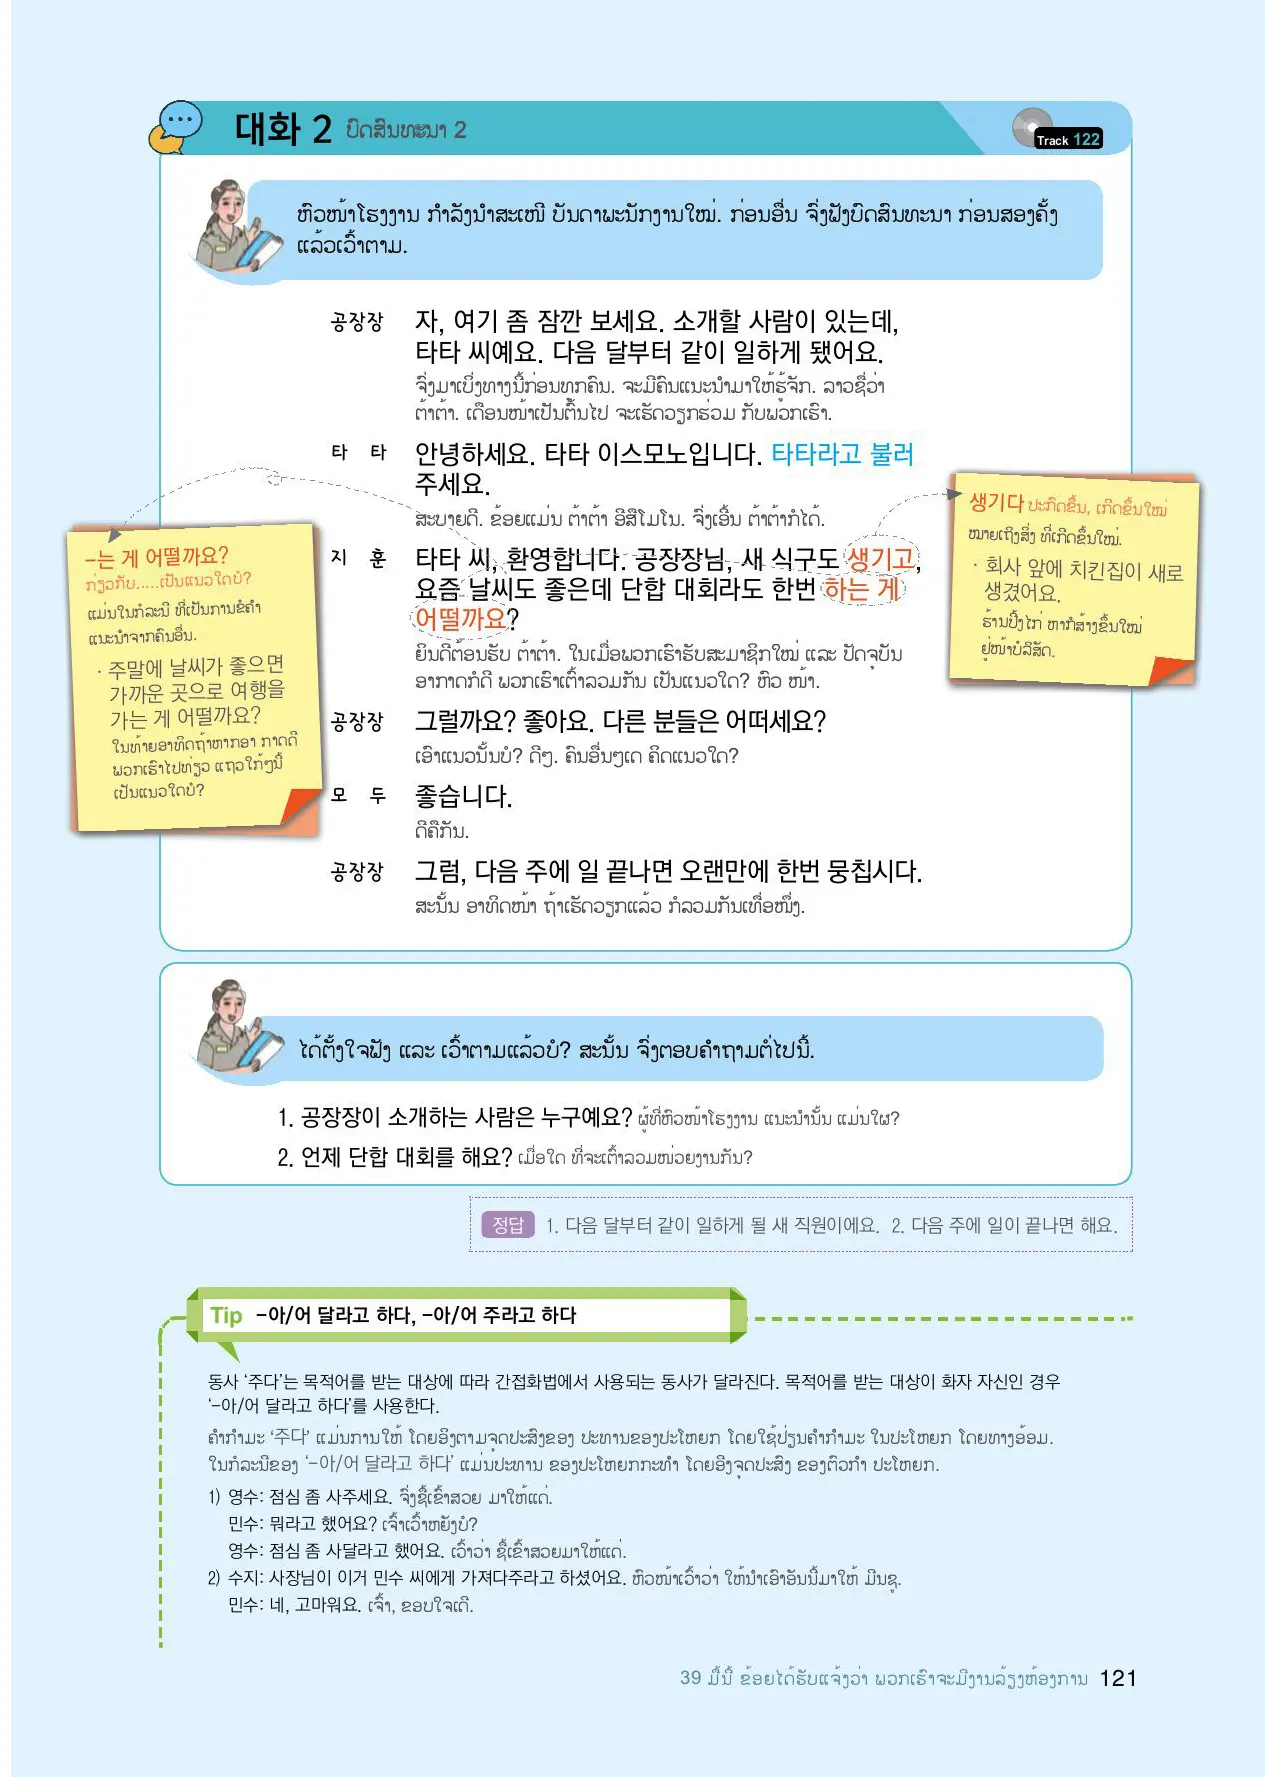 대화 2 ບົດສົນທະນາ 2
Track 122
ຫົວໜ້າໂຮງງານ ກຳລັງນຳສະເໜີ ບັນດາພະນັກງານໃໝ່. ກ່ອນອື່ນ ຈົ່ງຟັງບົດສົນທະນາ ກ່ອນສອງຄັ້ງ
ແລ້ວເວົ້າຕາມ.
공장장 자, 여기 좀 잠깐 보세요. 소개할 사람이 있는데,
타타 씨예요. 다음 달부터 같이 일하게 됐어요.
ຈົ່ງມາເບິ່ງທາງນີ້ກ່ອນທຸກຄົນ. ຈະມີຄົນແນະນຳມາໃຫ້ຮູ້ຈັກ. ລາວຊື່ວ່າ
ຕ້າຕ້າ. ເດືອນໜ້າເປັນຕົ້ນໄປ ຈະເຮັດວຽກຮ່ວມ ກັບພວກເຮົາ.
타 타 안녕하세요. 타타 이스모노입니다. 타타라고 불러
주세요.
ສະບາຍດີ. ຂ້ອຍແມ່ນ ຕ້າຕ້າ ອີສືໂມໂນ. ຈົ່ງເອີ້ນ ຕ້າຕ້າກໍໄດ້.
지 훈 타타 씨, 환영합니다. 공장장님, 새 식구도 생기고,
요즘 날씨도 좋은데 단합 대회라도 한번 하는 게
어떨까요?
ຍິນດີຕ້ອນຮັບ ຕ້າຕ້າ. ໃນເມື່ອພວກເຮົາຮັບສະມາຊິກໃໝ່ ແລະ ປັດຈຸບັນ
ອາກາດກໍດີ ພວກເຮົາເຕົ້າລວມກັນ ເປັນແນວໃດ? ຫົວ ໜ້າ.
공장장 그럴까요? 좋아요. 다른 분들은 어떠세요?
ເອົາແນວນັ້ນບໍ? ດີໆ. ຄົນອື່ນໆເດ ຄິດແນວໃດ?
모 두 좋습니다.
ດີຄືກັນ.
공장장 그럼, 다음 주에 일 끝나면 오랜만에 한번 뭉칩시다.
ສະນັ້ນ ອາທິດໜ້າ ຖ້າເຮັດວຽກແລ້ວ ກໍລວມກັນເທື່ອໜຶ່ງ.
-는 게 어떨까요?
ກ່ຽວກັບ.....ເປັນແນວໃດບໍ?
ແມ່ນໃນກໍລະນີ ທີ່ເປັນການຂໍຄຳ
ແນະນຳຈາກຄົນອື່ນ.
· 주말에 날씨가 좋으면
가까운 곳으로 여행을
가는 게 어떨까요?
ໃນທ້າຍອາທິດຖ້າຫາກອາ ກາດດີ
ພວກເຮົາໄປທ່ຽວ ແຖວໃກ້ໆນີ້
ເປັນແນວໃດບໍ?
생기다 ປະກົດຂຶ້ນ, ເກີດຂຶ້ນໃໝ່
ໝາຍເຖິງສິ່ງ ທີ່ເກີດຂຶ້ນໃໝ່.
· 회사 앞에 치킨집이 새로
생겼어요.
ຮ້ານປີ້ງໄກ່ ຫາກໍສ້າງຂຶ້ນໃໝ່
ຢູ່ໜ້າບໍລິສັດ.
ໄດ້ຕັ້ງໃຈຟັງ ແລະ ເວົ້າຕາມແລ້ວບໍ? ສະນັ້ນ ຈົ່ງຕອບຄຳຖາມຕໍ່ໄປນີ້.
1. 공장장이 소개하는 사람은 누구예요? ຜູ້ທີ່ຫົວໜ້າໂຮງງານ ແນະນຳນັ້ນ ແມ່ນໃຜ?
2. 언제 단합 대회를 해요? ເມື່ອໃດ ທີ່ຈະເຕົ້າລວມໜ່ວຍງານກັນ?
정답 1. 다음 달부터 같이 일하게 될 새 직원이에요. 2. 다음 주에 일이 끝나면 해요.
Tip -아/어 달라고 하다, -아/어 주라고 하다
동사 '주다'는 목적어를 받는 대상에 따라 간접화법에서 사용되는 동사가 달라진다. 목적어를 받는 대상이 화자 자신인 경우
'-아/어 달라고 하다'를 사용한다.
ຄຳກຳມະ '주다' ແມ່ນການໃຫ້ ໂດຍອິງຕາມຈຸດປະສົງຂອງ ປະທານຂອງປະໂຫຍກ ໂດຍໃຊ້ປ່ຽນຄຳກຳມະ ໃນປະໂຫຍກ ໂດຍທາງອ້ອມ.
ໃນກໍລະນີຂອງ '-아/어 달라고 하다' ແມ່ນປະທານ ຂອງປະໂຫຍກກະທຳ ໂດຍອີງຈຸດປະສົງ ຂອງຕົວກຳ ປະໂຫຍກ.
1) 영수: 점심 좀 사주세요. ຈົ່ງຊື້ເຂົ້າສວຍ ມາໃຫ້ແດ່.
민수: 뭐라고 했어요? ເຈົ້າເວົ້າຫຍັງບໍ?
영수: 점심 좀 사달라고 했어요. ເວົ້າວ່າ ຊື້ເຂົ້າສວຍມາໃຫ້ແດ່.
2) 수지: 사장님이 이거 민수 씨에게 가져다주라고 하셨어요. ຫົວໜ້າເວົ້າວ່າ ໃຫ້ນຳເອົາອັນນີ້ມາໃຫ້ ມີນຊູ.
민수: 네, 고마워요. ເຈົ້າ, ຂອບໃຈເດີ.
39 ມື້ນີ້ ຂ້ອຍໄດ້ຮັບແຈ້ງວ່າ ພວກເຮົາຈະມີງານລ້ຽງຫ້ອງການ 121